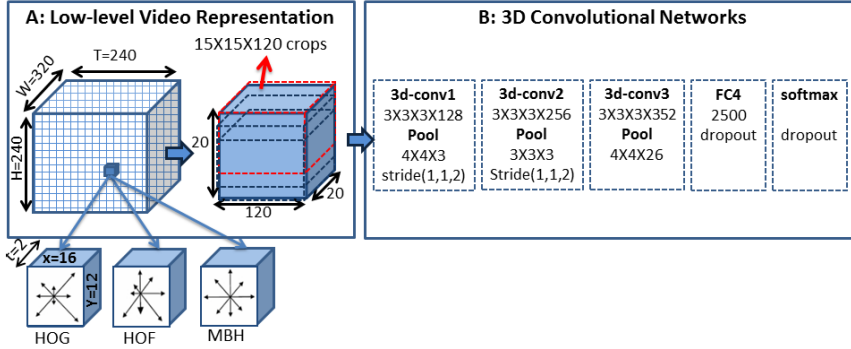 A: Low-level Video Representation
T=240
W=320
H=240
15X15X120 crops
20
120
20
t=2
x=16
Y=12
HOG
HOF
MBH
B: 3D Convolutional Networks
3d-conv1
3X3X3X128
Pool
4X4X3
stride(1,1,2)
3d-conv2
3X3X3X256
Pool
3X3X3
Stride(1,1,2)
3d-conv3
3X3X3X352
Pool
4X4X26
FC4
2500
dropout
softmax
dropout